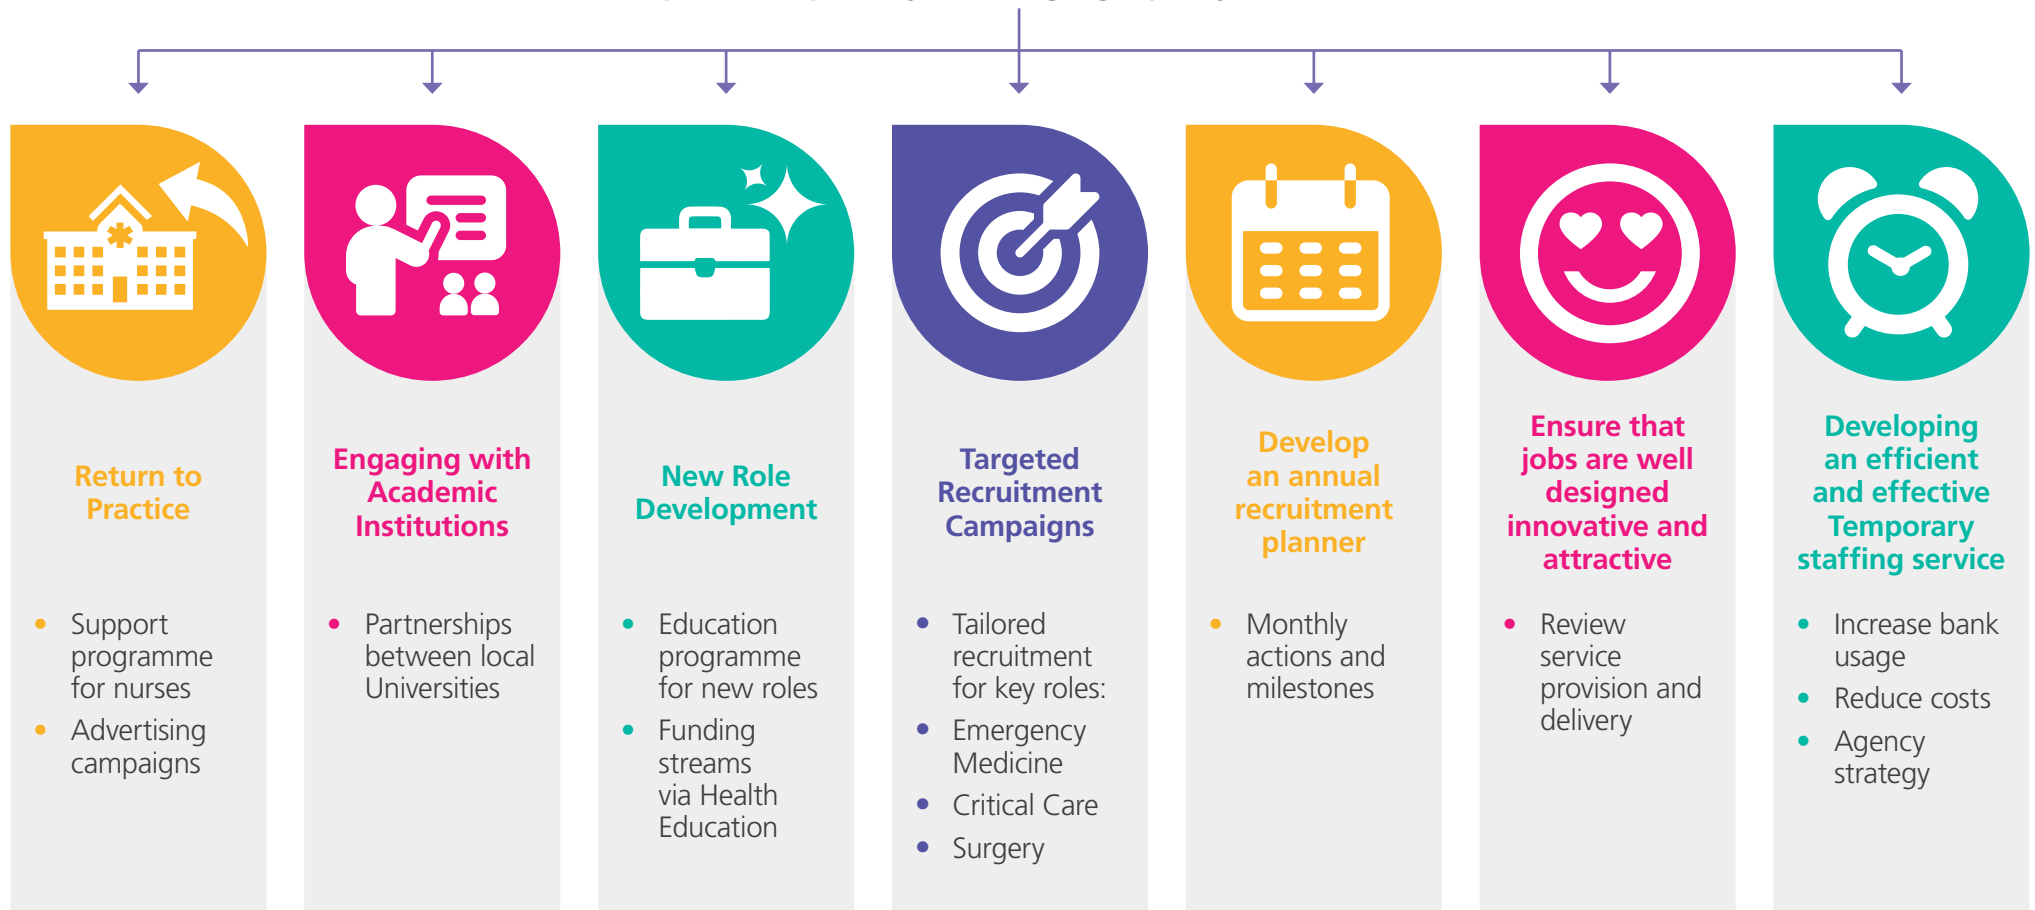 Return to
Practice
• Support
programme
for nurses
• Advertising
campaigns
Engaging with
Academic
Institutions
• Partnerships
between local
Universities
New Role
Development
• Education
programme
for new roles
• Funding
streams
via Health
Education
Targeted
Recruitment
Campaigns
• Tailored
recruitment
for key roles:
• Emergency
Medicine
• Critical Care
• Surgery
Develop
an annual
recruitment
planner
• Monthly
actions and
milestones
Ensure that
jobs are well
designed
innovative and
attractive
• Review
service
provision and
delivery
Developing
an efficient
and effective
Temporary
staffing service
• Increase bank
usage
• Reduce costs
• Agency
strategy